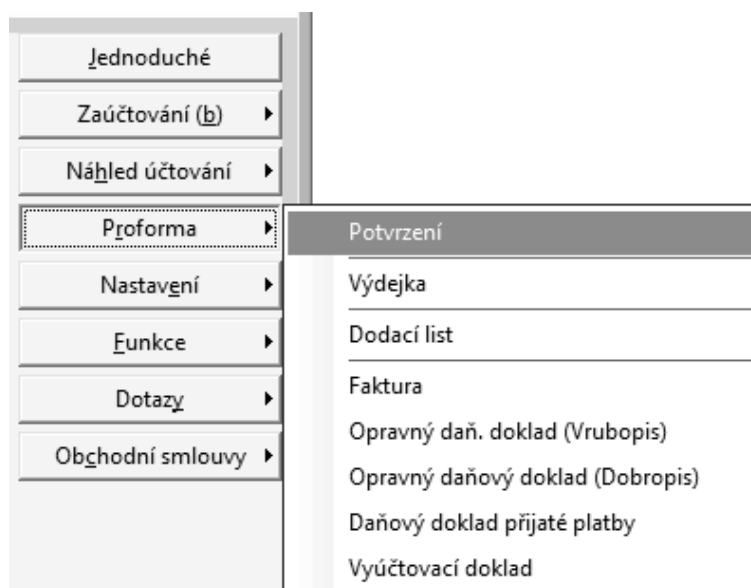 Jednoduché
Zaúčtování (b)
Náhled účtování
Proforma
Potvrzení
Výdejka
Nastavení
Dodací list
Funkce
Faktura
Dotazy
Opravný daň. doklad (Vrubopis)
Obchodní smlouvy
Opravný daňový doklad (Dobropis)
Daňový doklad přijaté platby
Vyúčtovací doklad